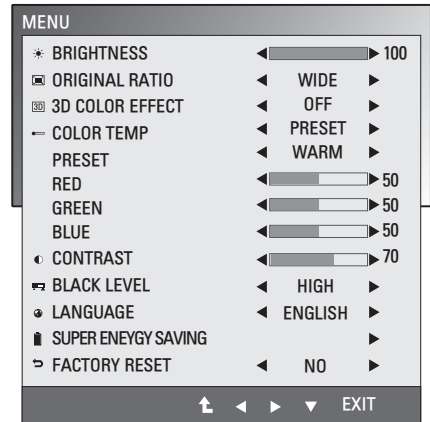 MENU
BRIGHTNESS 100
ORIGINAL RATIO WIDE
3D 3D COLOR EFFECT OFF
COLOR TEMP PRESET
PRESET WARM
RED 50
GREEN 50
BLUE 50
CONTRAST 70
BLACK LEVEL HIGH
LANGUAGE ENGLISH
SUPER ENEYGY SAVING
FACTORY RESET NO
EXIT